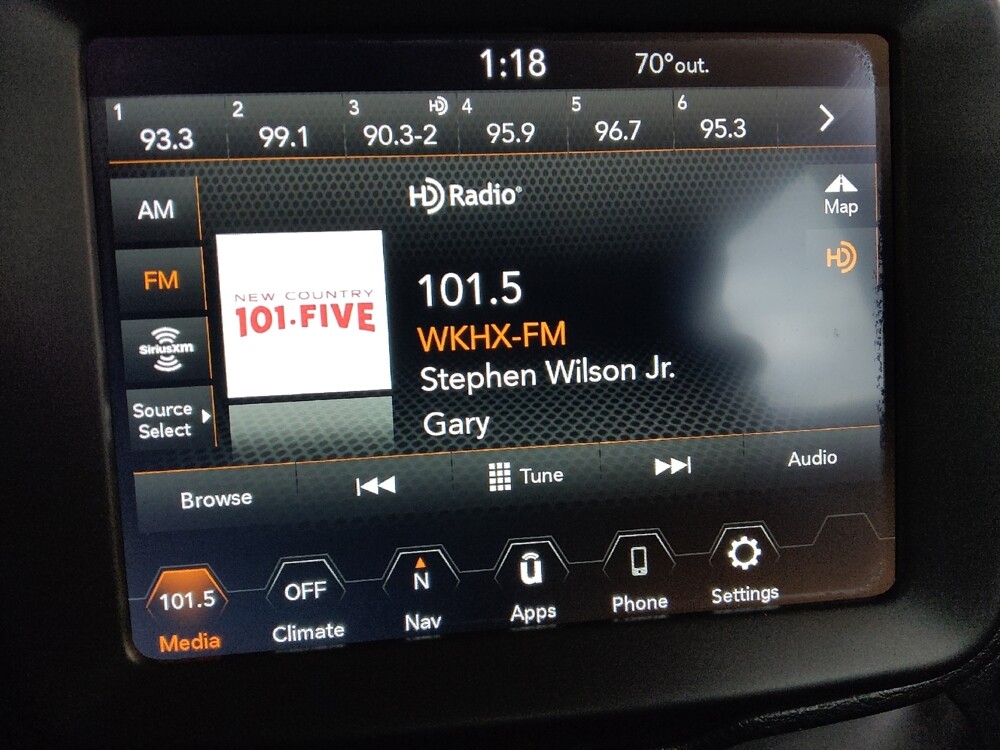 1:18 70°out.
1 93.3 2 99.1 3 90.3-2 HD 4 95.9 5 96.7 6 95.3
HD Radio®
AM
Map
FM
HD
NEW COUNTRY
101·FIVE
101.5
WKHX-FM
SiriusXM
Stephen Wilson Jr.
Source
Select
Gary
Browse Tune Audio
101.5 OFF N
Media Climate Nav Apps Phone Settings